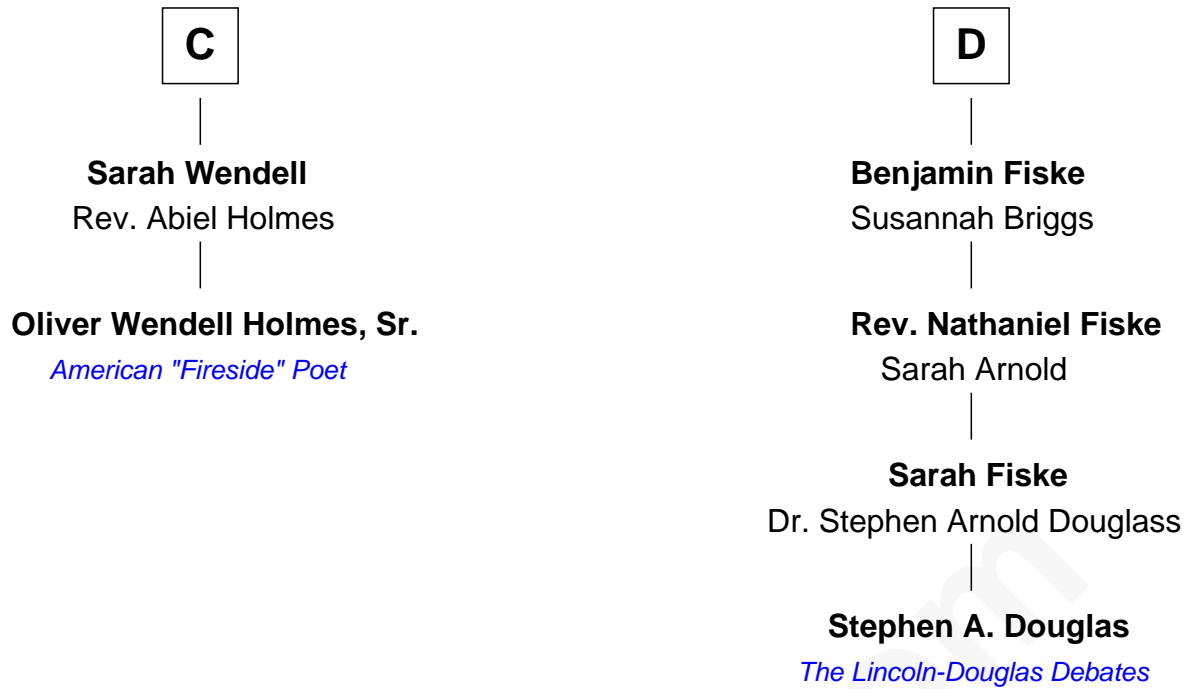 C
Sarah Wendell
Rev. Abiel Holmes
Oliver Wendell Holmes, Sr.
American "Fireside" Poet
D
Benjamin Fiske
Susannah Briggs
Rev. Nathaniel Fiske
Sarah Arnold
Sarah Fiske
Dr. Stephen Arnold Douglass
Stephen A. Douglas
The Lincoln-Douglas Debates